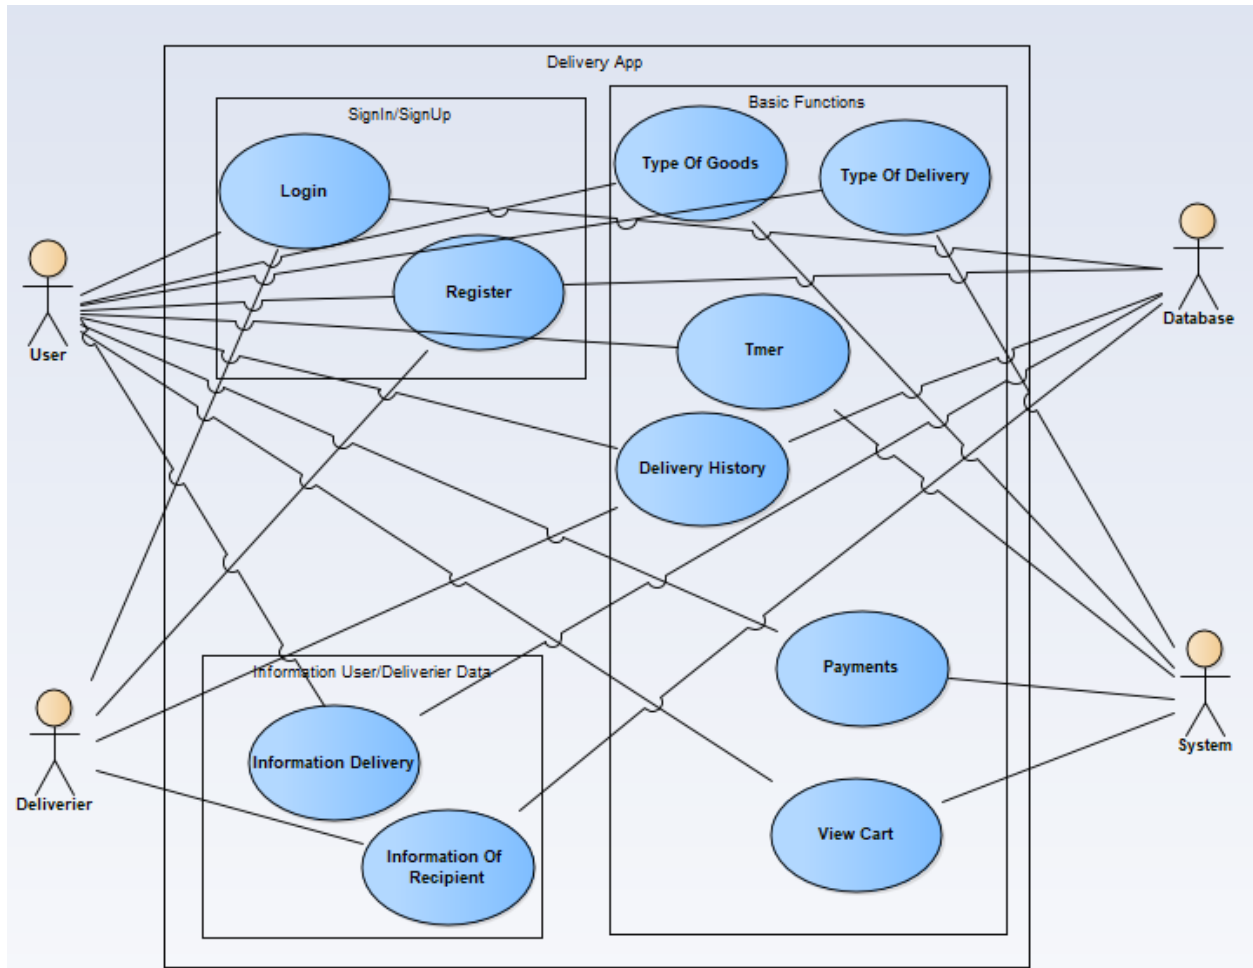 Delivery App
SignIn/SignUp
Basic Functions
Login
Type Of Goods
Type Of Delivery
Register
User
Database
Tmer
Delivery History
Information User/Deliverier Data
Payments
Information Delivery
Deliverier
System
View Cart
Information Of
Recipient